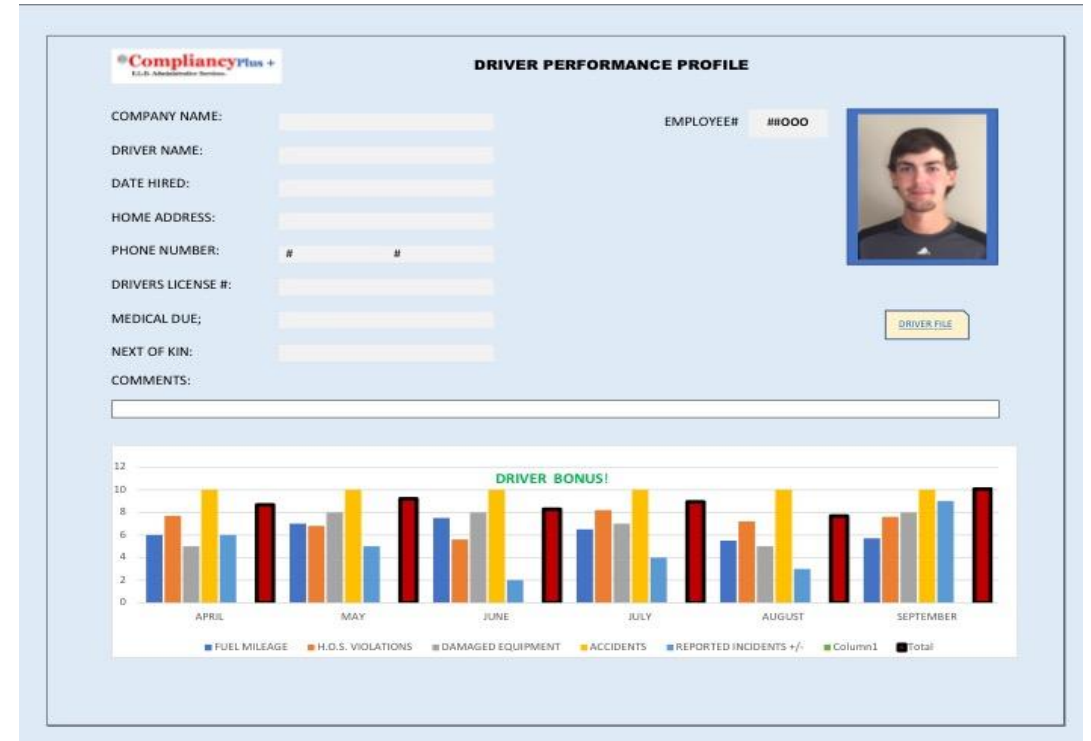 CompliancyPlus +
E.L.D. Administrative Services.
DRIVER PERFORMANCE PROFILE
COMPANY NAME:
EMPLOYEE# ##OOO
DRIVER NAME:
DATE HIRED:
HOME ADDRESS:
PHONE NUMBER: # #
DRIVERS LICENSE #:
MEDICAL DUE;
DRIVER FILE
NEXT OF KIN:
COMMENTS:
DRIVER BONUS!
12
10
8
6
4
2
0
APRIL MAY JUNE JULY AUGUST SEPTEMBER
FUEL MILEAGE H.O.S. VIOLATIONS DAMAGED EQUIPMENT ACCIDENTS REPORTED INCIDENTS +/- Column1 Total